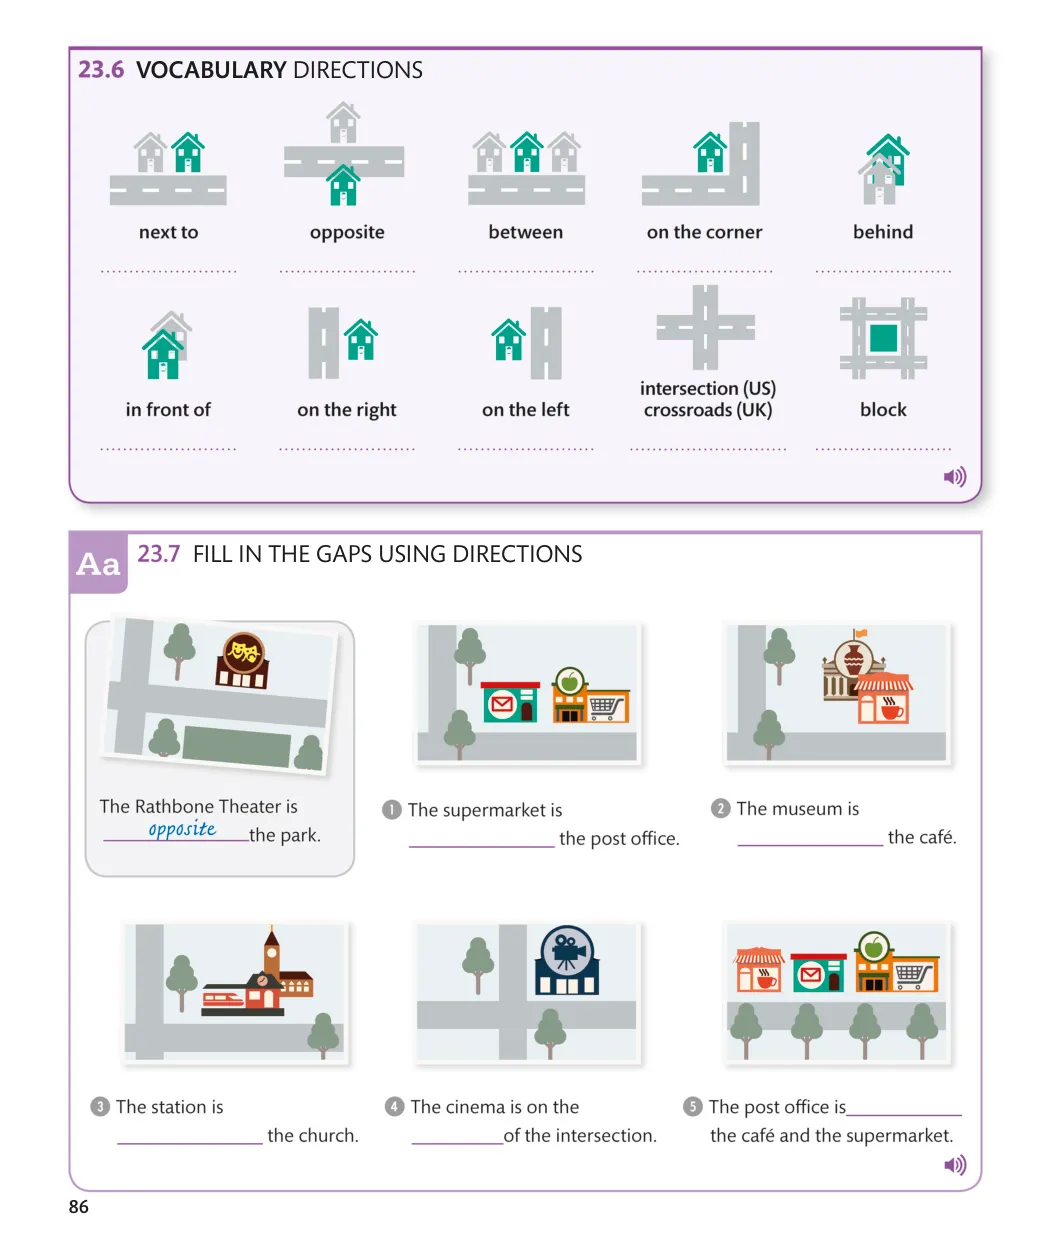 23.6 VOCABULARY DIRECTIONS
next to
opposite
between
on the corner
behind
in front of
on the right
on the left
intersection (US)
crossroads (UK)
block
Aa
23.7 FILL IN THE GAPS USING DIRECTIONS
The Rathbone Theater is
opposite the park.
1 The supermarket is
the post office.
2 The museum is
the café.
3 The station is
the church.
4 The cinema is on the
of the intersection.
5 The post office is
the café and the supermarket.
86